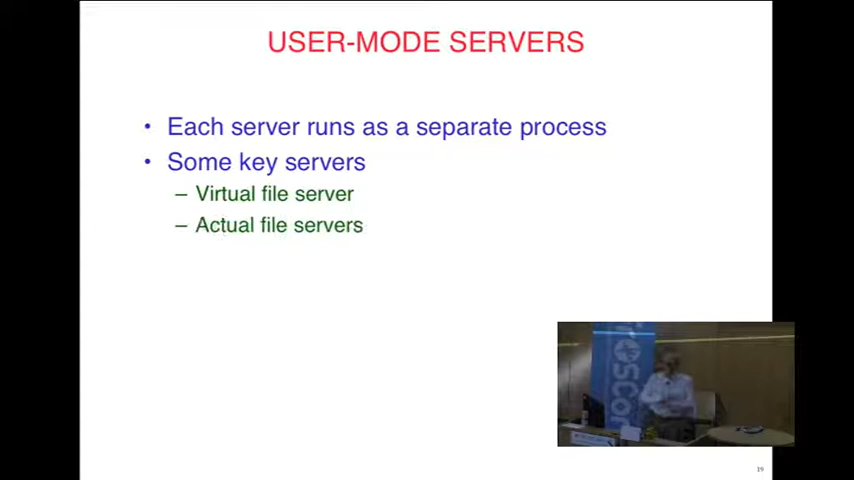 USER-MODE SERVERS
• Each server runs as a separate process
• Some key servers
– Virtual file server
– Actual file servers
rosCon
19